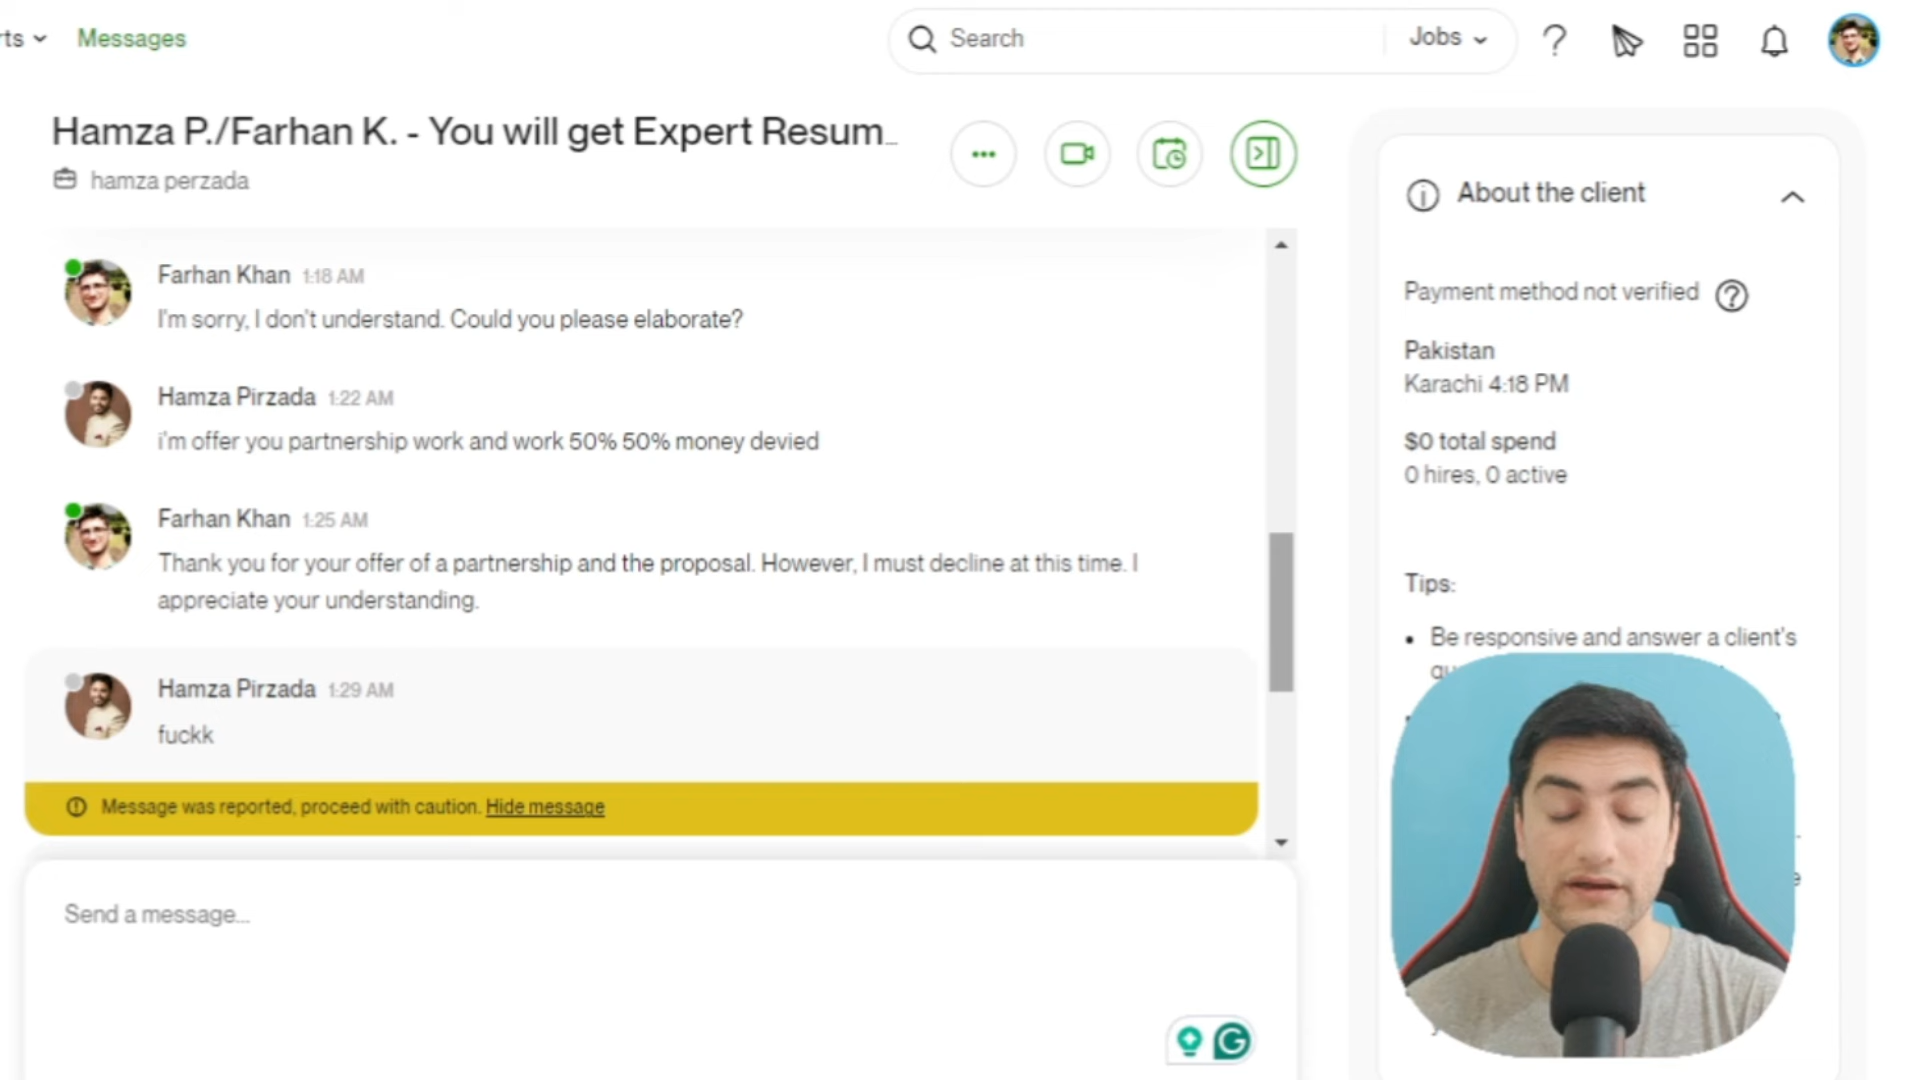 rts
Messages
Search
Jobs
Hamza P./Farhan K. - You will get Expert Resum...
hamza perzada
Farhan Khan 1:18 AM
I'm sorry, I don't understand. Could you please elaborate?
Hamza Pirzada 1:22 AM
i'm offer you partnership work and work 50% 50% money devied
Farhan Khan 1:25 AM
Thank you for your offer of a partnership and the proposal. However, I must decline at this time. I
appreciate your understanding.
Hamza Pirzada 1:29 AM
fuckk
Message was reported, proceed with caution. Hide message
Send a message...
About the client
Payment method not verified
Pakistan
Karachi 4:18 PM
$0 total spend
0 hires, 0 active
Tips:
• Be responsive and answer a client's